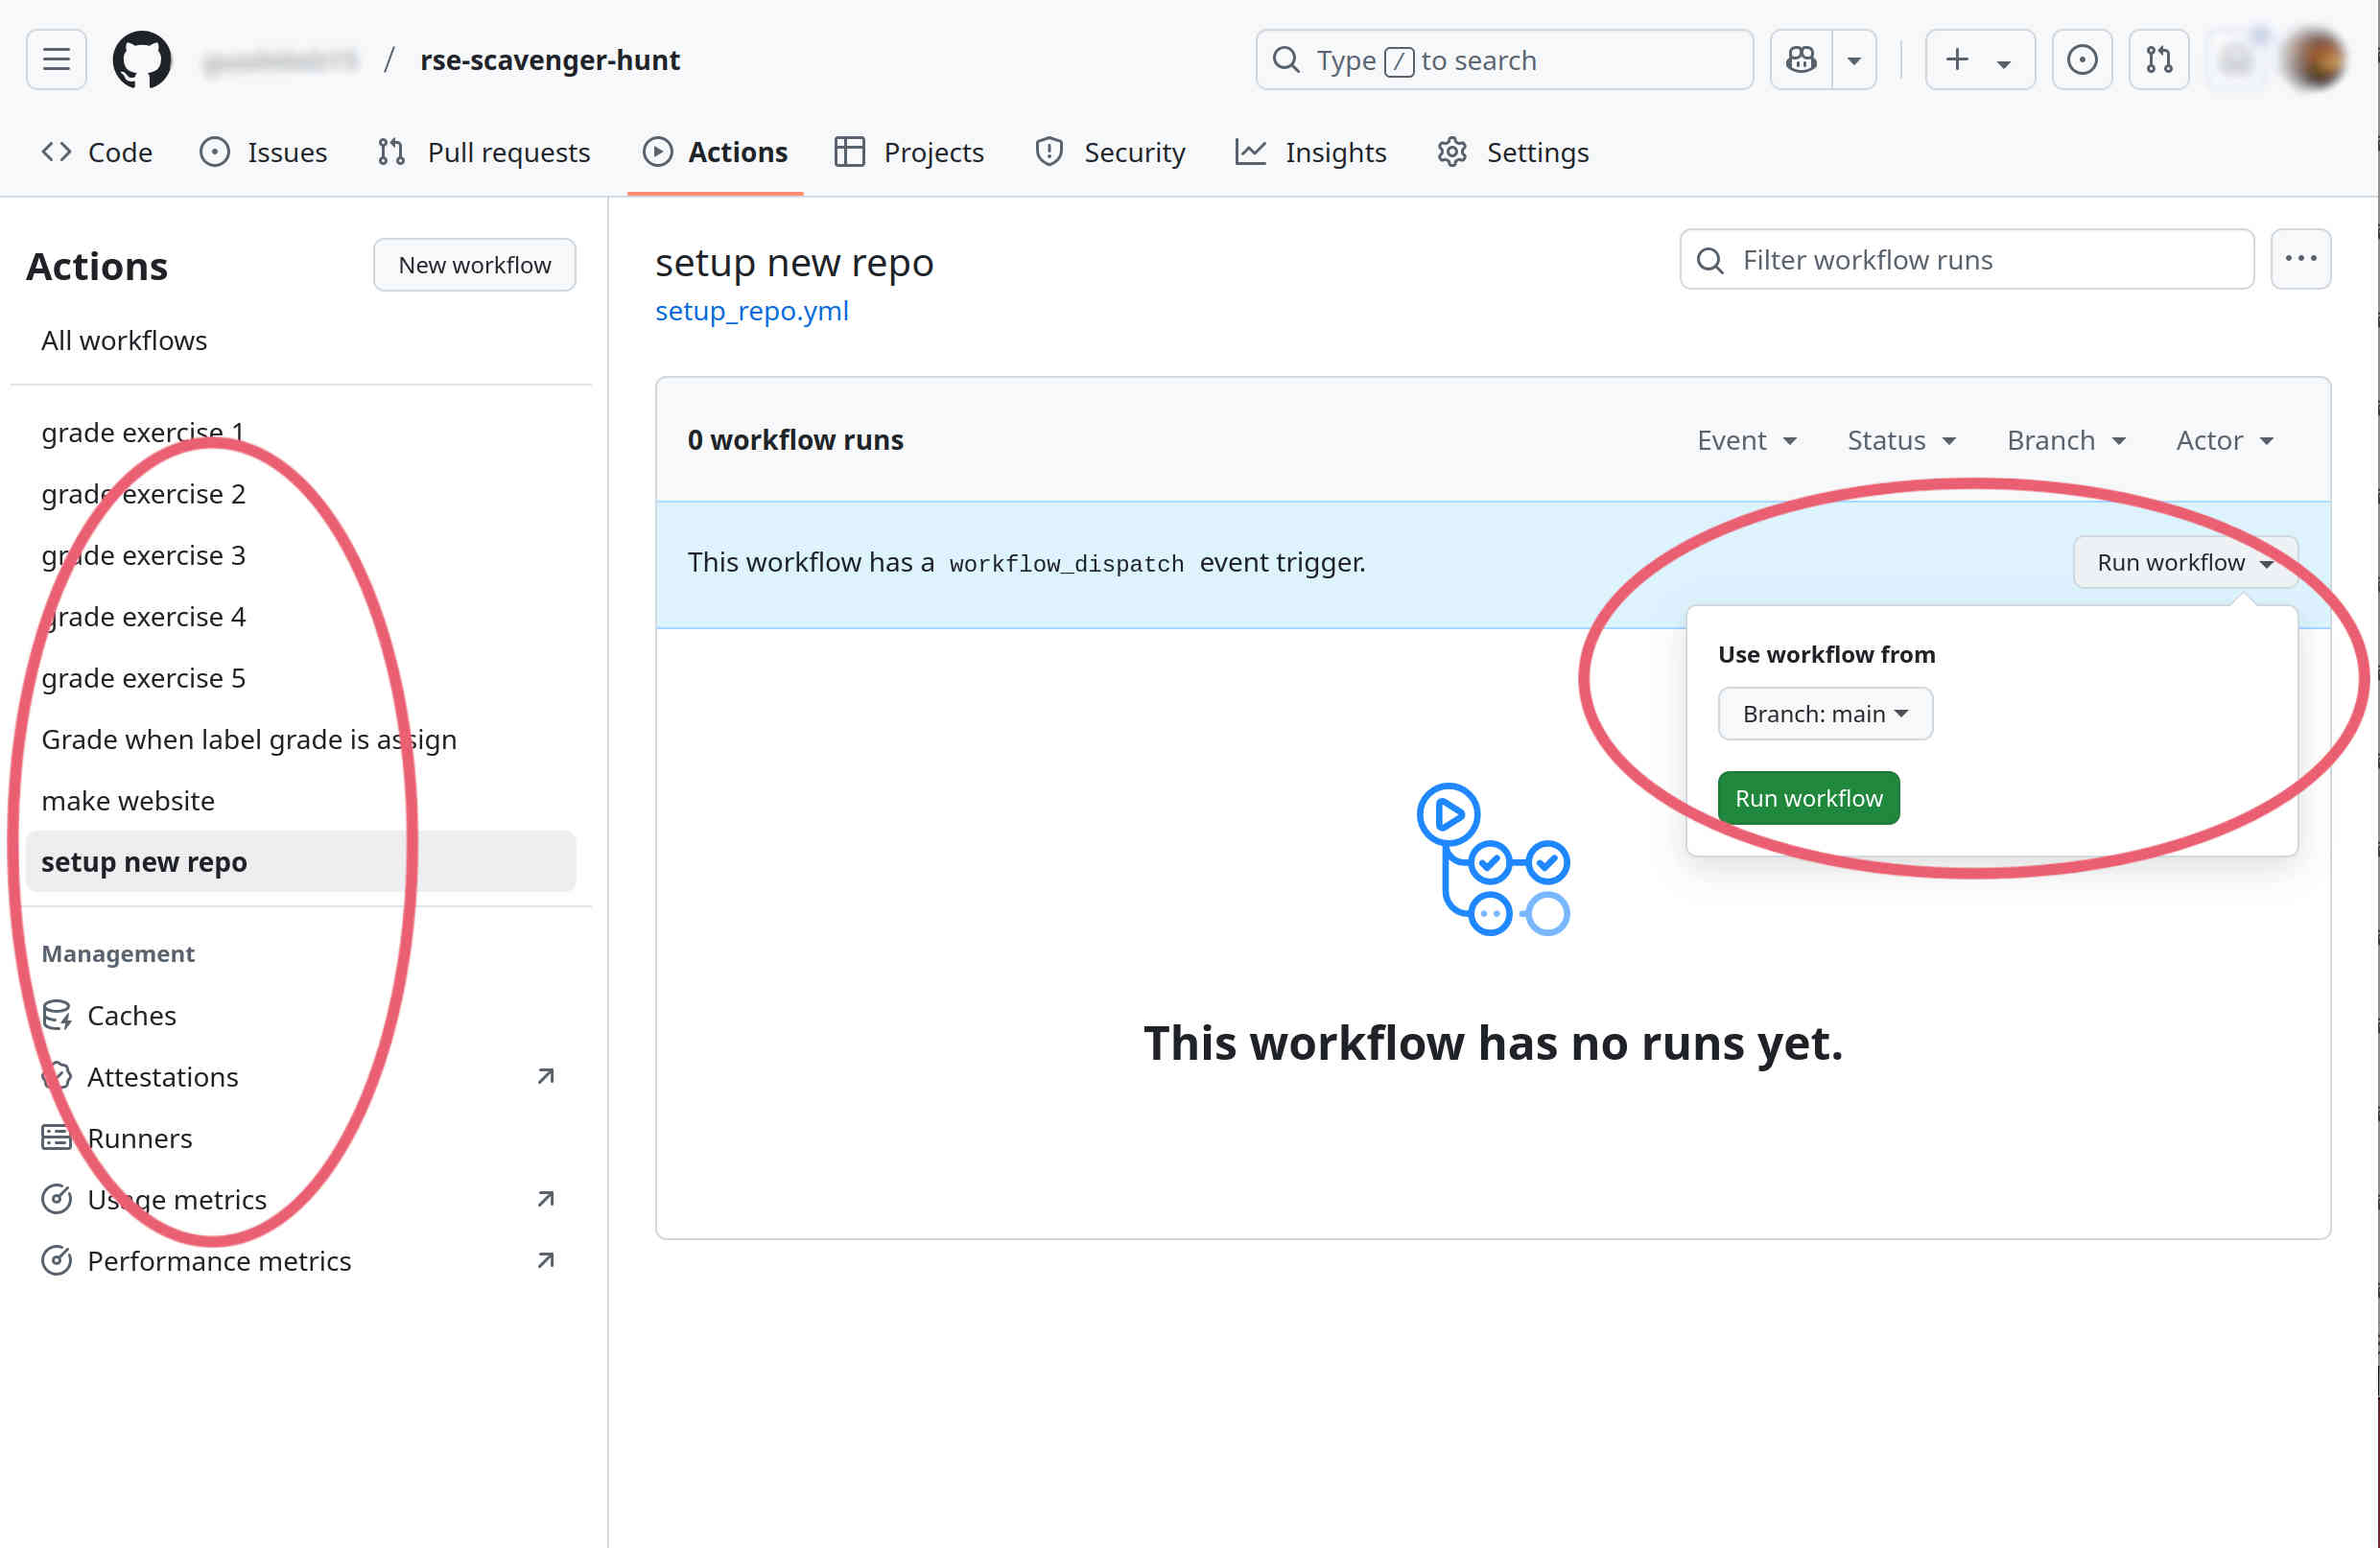 / rse-scavenger-hunt
Type / to search
Code Issues Pull requests Actions Projects Security Insights Settings
Actions
New workflow
All workflows
grade exercise 1
grade exercise 2
grade exercise 3
grade exercise 4
grade exercise 5
Grade when label grade is assign
make website
setup new repo
Management
Caches
Attestations
Runners
Usage metrics
Performance metrics
setup new repo
setup_repo.yml
Filter workflow runs
0 workflow runs
Event Status Branch Actor
This workflow has a workflow_dispatch event trigger.
Run workflow
Use workflow from
Branch: main
Run workflow
This workflow has no runs yet.